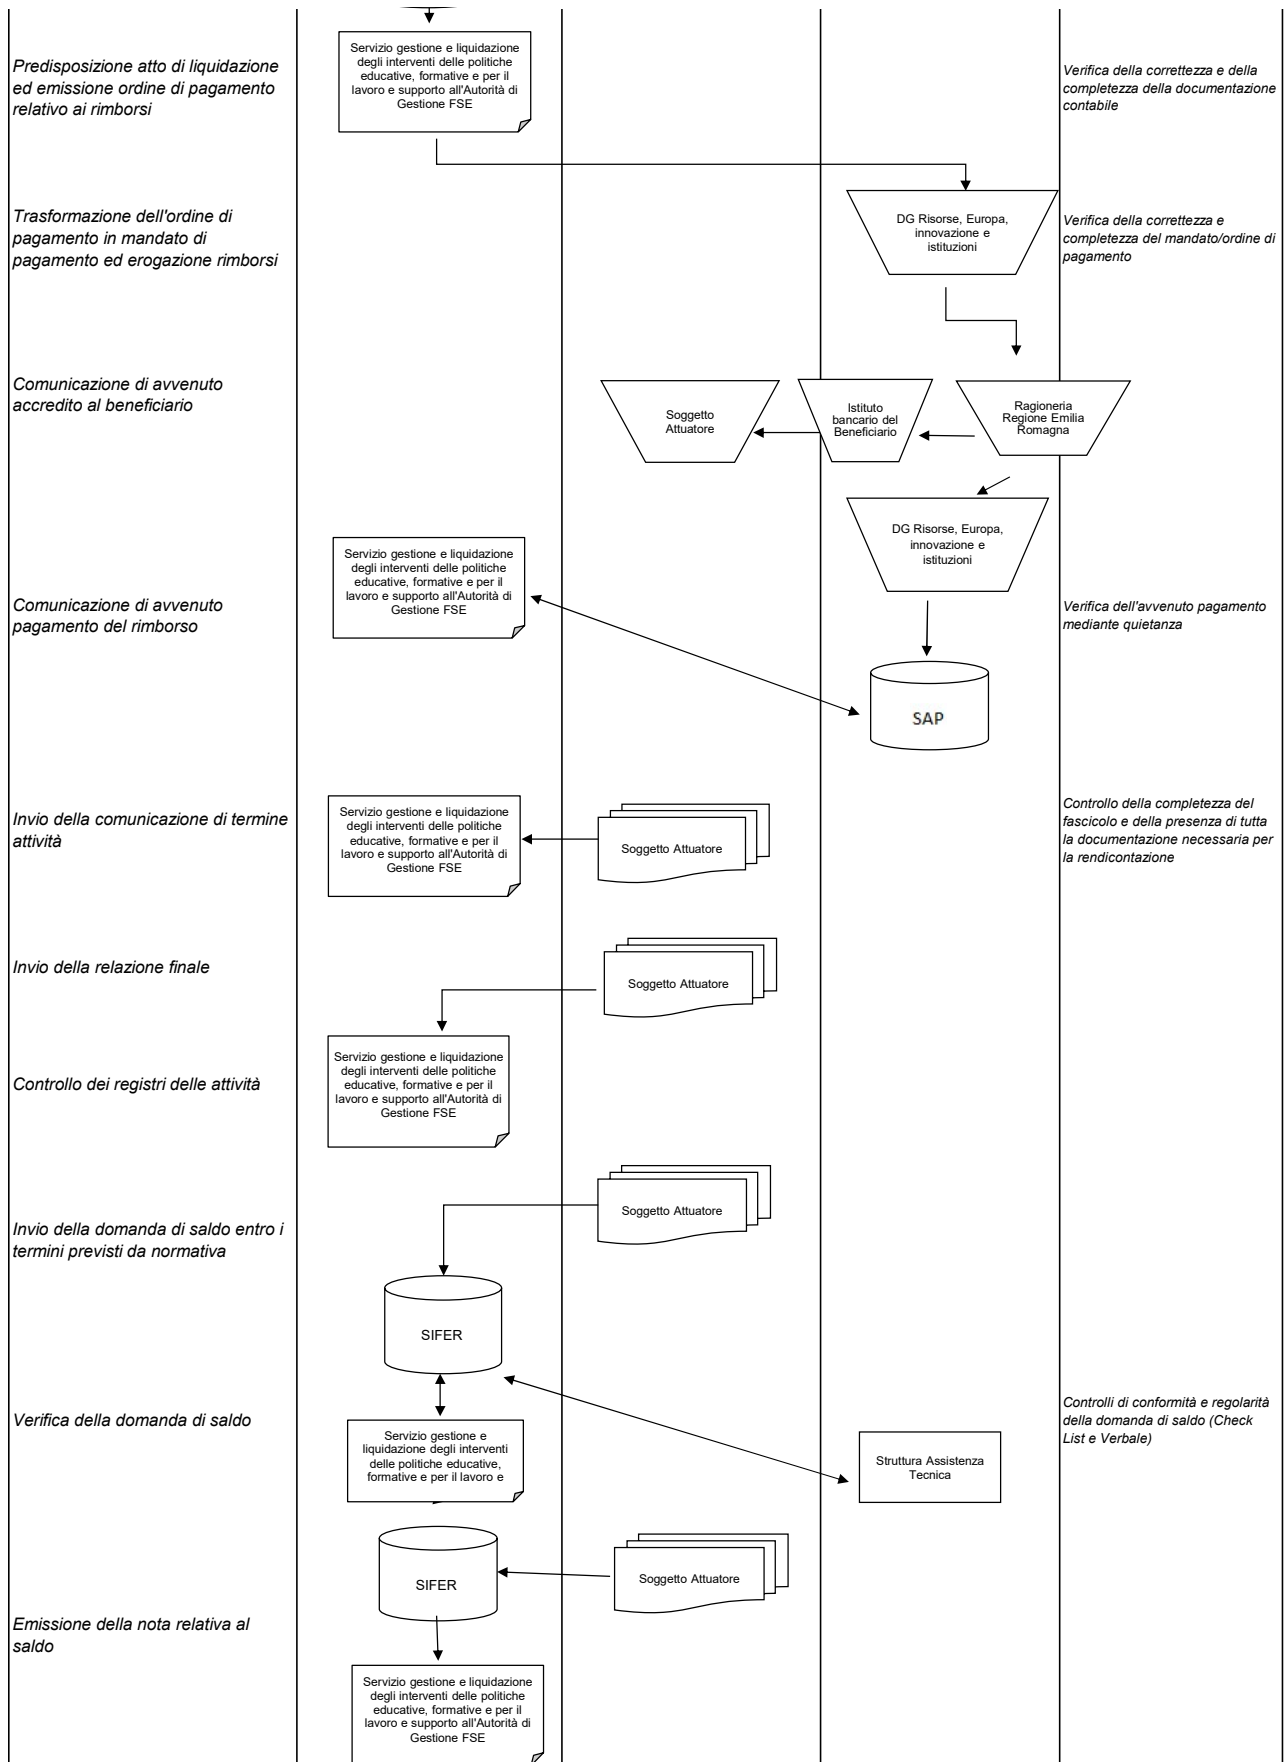 Predisposizione atto di liquidazione
ed emissione ordine di pagamento
relativo ai rimborsi
Servizio gestione e liquidazione
degli interventi delle politiche
educative, formative e per il
lavoro e supporto all'Autorità di
Gestione FSE
Verifica della correttezza e della
completezza della documentazione
contabile
Trasformazione dell'ordine di
pagamento in mandato di
pagamento ed erogazione rimborsi
DG Risorse, Europa,
innovazione e
istituzioni
Verifica della correttezza e
completezza del mandato/ordine di
pagamento
Comunicazione di avvenuto
accredito al beneficiario
Soggetto
Attuatore
Istituto
bancario del
Beneficiario
Ragioneria
Regione Emilia
Romagna
DG Risorse, Europa,
innovazione e
istituzioni
Comunicazione di avvenuto
pagamento del rimborso
Servizio gestione e liquidazione
degli interventi delle politiche
educative, formative e per il
lavoro e supporto all'Autorità di
Gestione FSE
Verifica dell'avvenuto pagamento
mediante quietanza
SAP
Invio della comunicazione di termine
attività
Servizio gestione e liquidazione
degli interventi delle politiche
educative, formative e per il
lavoro e supporto all'Autorità di
Gestione FSE
Soggetto Attuatore
Controllo della completezza del
fascicolo e della presenza di tutta
la documentazione necessaria per
la rendicontazione
Invio della relazione finale
Soggetto Attuatore
Controllo dei registri delle attività
Servizio gestione e liquidazione
degli interventi delle politiche
educative, formative e per il
lavoro e supporto all'Autorità di
Gestione FSE
Invio della domanda di saldo entro i
termini previsti da normativa
Soggetto Attuatore
SIFER
Verifica della domanda di saldo
Servizio gestione e
liquidazione degli interventi
delle politiche educative,
formative e per il lavoro e
Struttura Assistenza
Tecnica
Controlli di conformità e regolarità
della domanda di saldo (Check
List e Verbale)
SIFER
Soggetto Attuatore
Emissione della nota relativa al
saldo
Servizio gestione e liquidazione
degli interventi delle politiche
educative, formative e per il
lavoro e supporto all'Autorità di
Gestione FSE